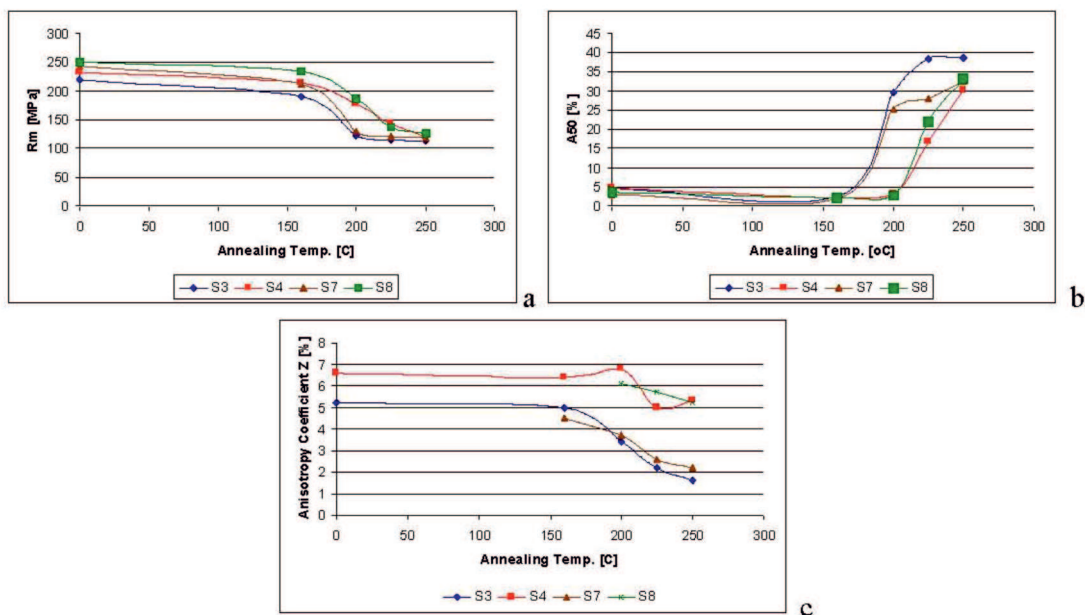 Rm [MPa]
300
250
200
150
100
50
0
0 50 100 150 200 250 300
Annealing Temp. [C]
S3 S4 S7 S8
a
A50 [%]
45
40
35
30
25
20
15
10
5
0
0 50 100 150 200 250 300
Annealing Temp. [oC]
S3 S4 S7 S8
b
Anisotropy Coefficient Z [%]
8
7
6
5
4
3
2
1
0
0 50 100 150 200 250 300
Annealing Temp. [C]
S3 S4 S7 S8
c